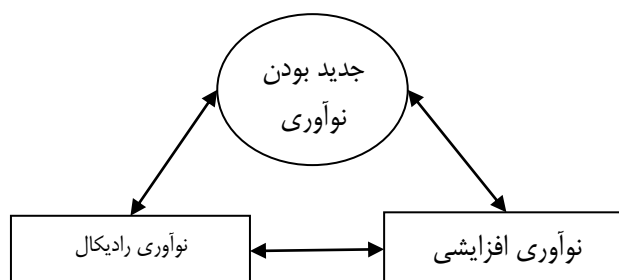 جدید بودن
نوآوری
نوآوری افزایشی
نوآوری رادیکال